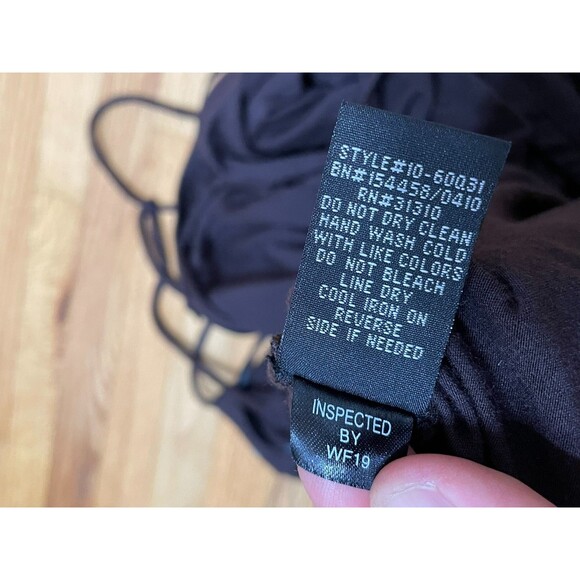 STYLE#10-60Q31
BN#154458/0410
RN#31310
DO NOT DRY CLEAN
HAND WASH COLD
WITH LIKE COLORS
DO NOT BLEACH
LINE DRY
COOL IRON ON
REVERSE
SIDE IF NEEDED
INSPECTED
BY
WF19